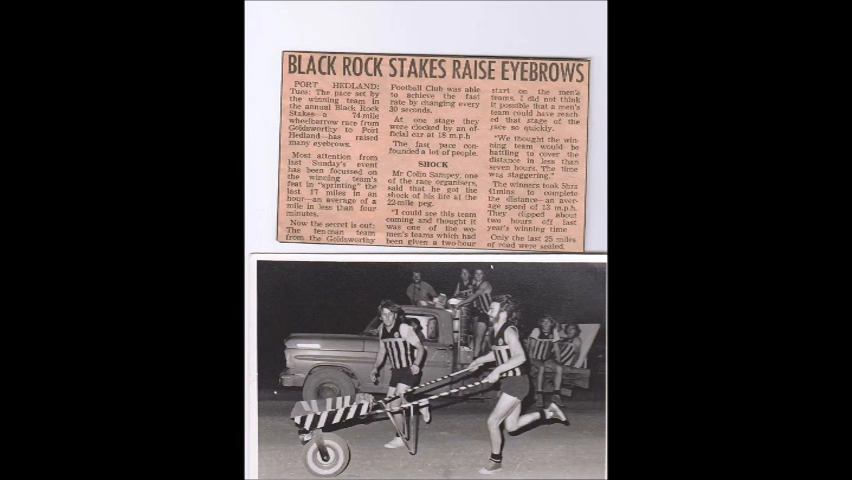 BLACK ROCK STAKES RAISE EYEBROWS
PORT HEDLAND:
Tues: The pace set by
the winning team in
the annual Black Rock
Stakes — a 74-mile
wheelbarrow race from
Goldsworthy to Port
Hedland—has raised
many eyebrows.
Most attention from
last Sunday's event
has been focussed on
the winning team's
feat in "sprinting" the
last 17 miles in an
hour—an average of a
mile in less than four
minutes.
Now the secret is out:
The ten-man team
from the Goldsworthy
Football Club was able
to achieve the fast
rate by changing every
30 seconds.
At one stage they
were clocked by an of-
ficial car at 18 m.p.h
The fast pace con-
founded a lot of people.
SHOCK
Mr Colin Sampey, one
of the race organisers,
said that he got the
shock of his life at the
22-mile peg.
"I could see this team
coming and thought it
was one of the wo-
men's teams which had
been given a two-hour
start on the men's
teams. I did not think
it possible that a men's
team could have reach-
ed that stage of the
race so quickly.
"We thought the win-
ning team would be
battling to cover the
distance in less than
seven hours. The time
was staggering."
The winners took 5hrs
41mins. to complete
the distance—an aver-
age speed of 13 m.p.h.
They clipped about
two hours off last
year's winning time
Only the last 25 miles
of road were sealed.